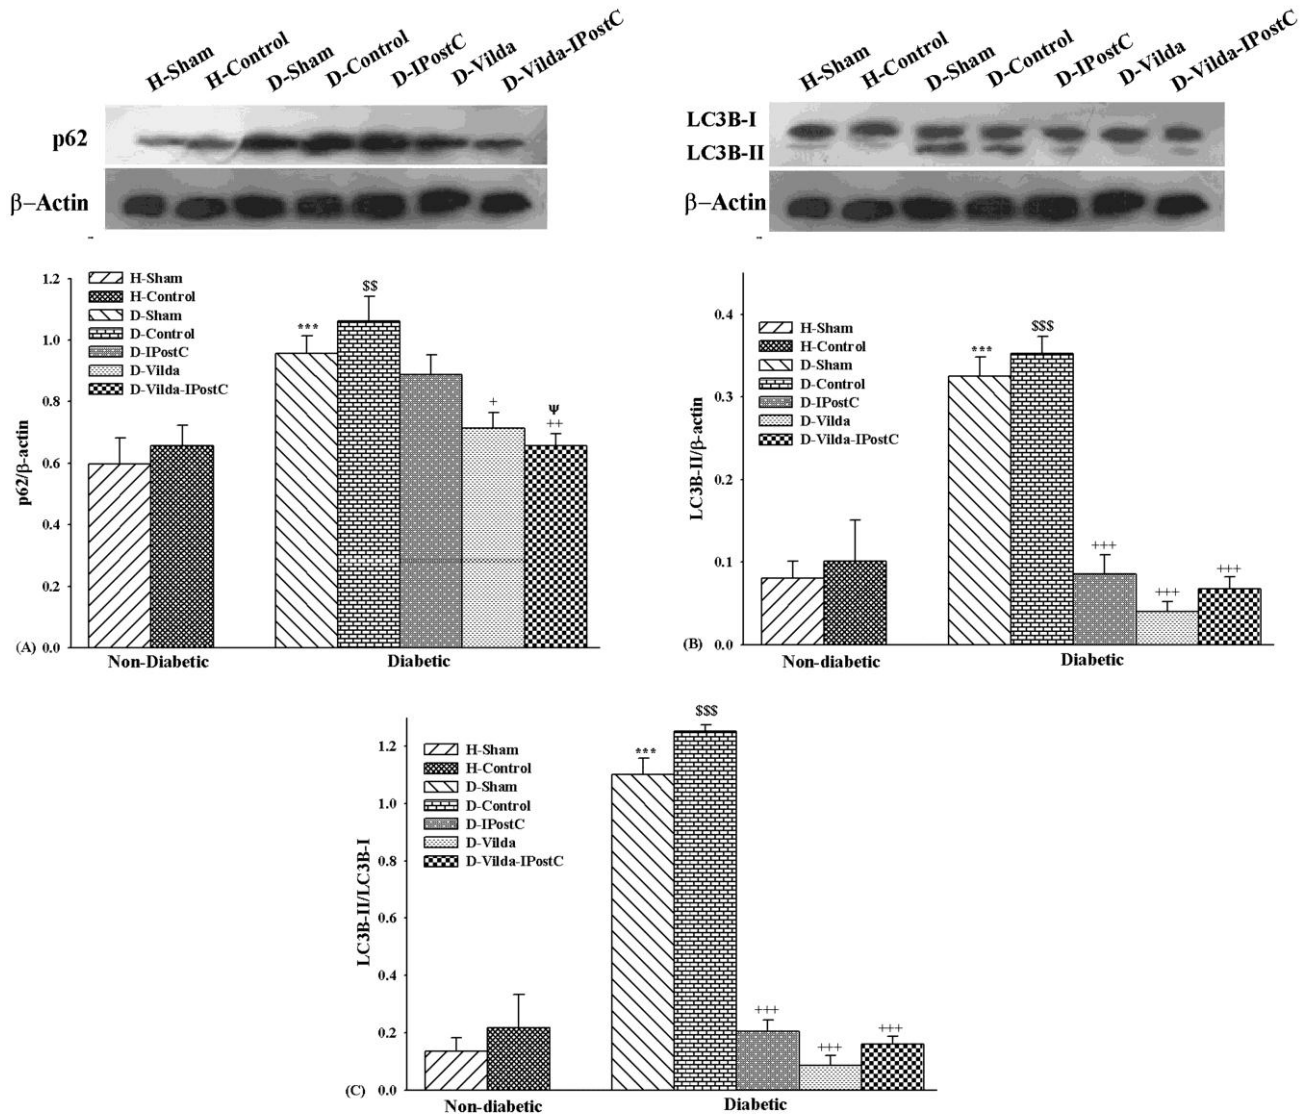 H-Sham
H-Control
D-Sham
D-Control
D-IPostC
D-Vilda
D-Vilda-IPostC
p62
β–Actin
H-Sham
H-Control
D-Sham
D-Control
D-IPostC
D-Vilda
D-Vilda-IPostC
LC3B-I
LC3B-II
β–Actin
1.2
1.0
0.8
0.6
0.4
0.2
0.0
p62/β-actin
H-Sham
H-Control
D-Sham
D-Control
D-IPostC
D-Vilda
D-Vilda-IPostC
***
$$
+
Ψ
++
(A)
Non-Diabetic
Diabetic
0.4
0.3
0.2
0.1
0.0
LC3B-II/β-actin
H-Sham
H-Control
D-Sham
D-Control
D-IPostC
D-Vilda
D-Vilda-IPostC
***
$$$
+++
+++
+++
(B)
Non-diabetic
Diabetic
1.2
1.0
0.8
0.6
0.4
0.2
0.0
LC3B-II/LC3B-I
H-Sham
H-Control
D-Sham
D-Control
D-IPostC
D-Vilda
D-Vilda-IPostC
***
$$$
+++
+++
+++
(C)
Non-diabetic
Diabetic